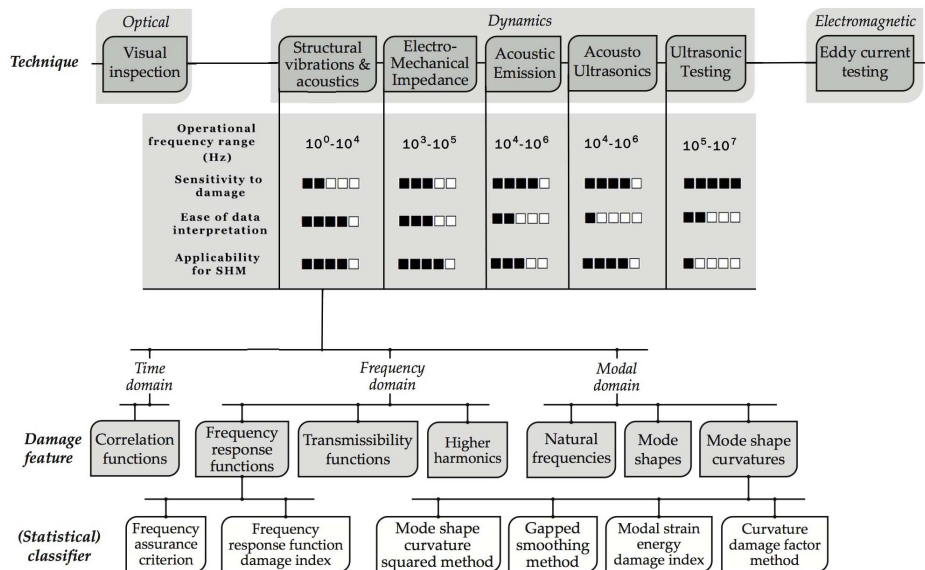 Optical
Dynamics
Electromagnetic
Technique
Visual
inspection
Structural
vibrations &
acoustics
Electro-
Mechanical
Impedance
Acoustic
Emission
Acousto
Ultrasonics
Ultrasonic
Testing
Eddy current
testing
Operational
frequency range
(Hz)
10⁰-10⁴
10³-10⁵
10⁴-10⁶
10⁴-10⁶
10⁵-10⁷
Sensitivity to
damage
Ease of data
interpretation
Applicability
for SHM
Time
domain
Frequency
domain
Modal
domain
Damage
feature
Correlation
functions
Frequency
response
functions
Transmissibility
functions
Higher
harmonics
Natural
frequencies
Mode
shapes
Mode shape
curvatures
(Statistical)
classifier
Frequency
assurance
criterion
Frequency
response function
damage index
Mode shape
curvature
squared method
Gapped
smoothing
method
Modal strain
energy
damage index
Curvature
damage factor
method